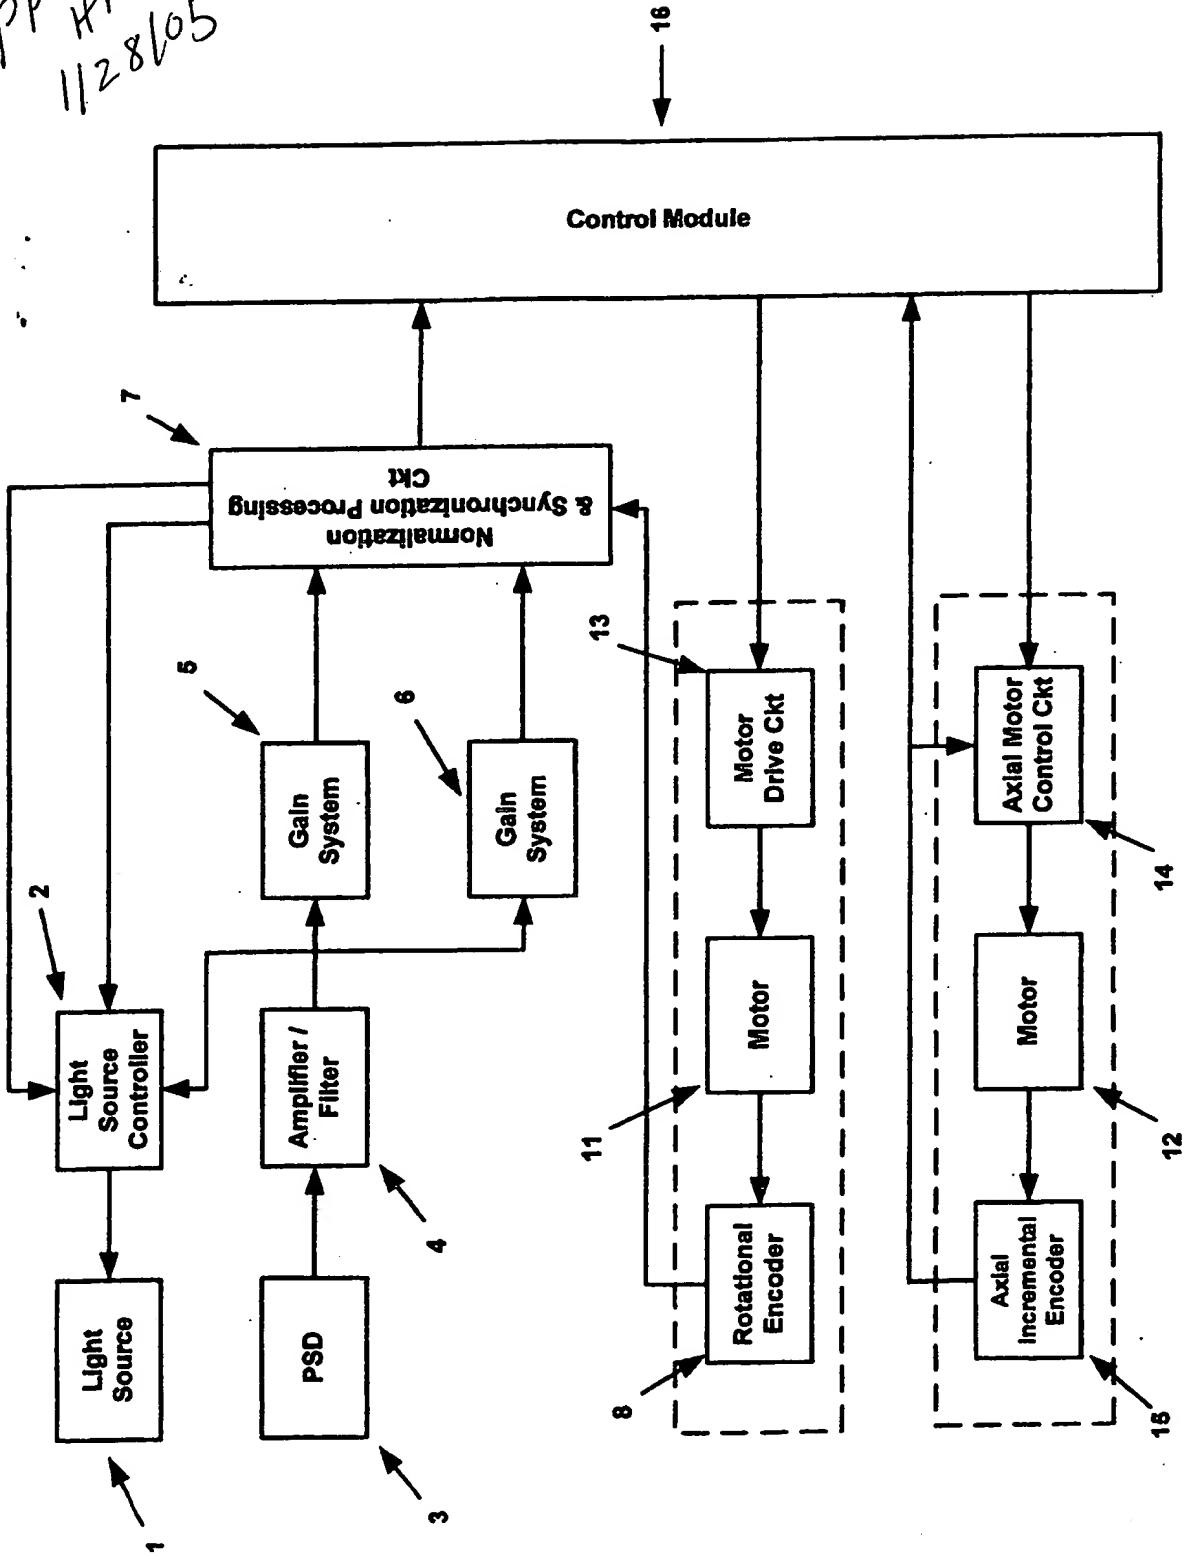 1/28/05
16
Control Module
7
Normalization
& Synchronization Processing
Ckt
5
Gain
System
6
Gain
System
2
Light
Source
Controller
Amplifier /
Filter
4
Light
Source
1
PSD
3
13
Motor
Drive Ckt
11
Motor
8
Rotational
Encoder
Axial Motor
Control Ckt
14
Motor
12
Axial
Incremental
Encoder
15